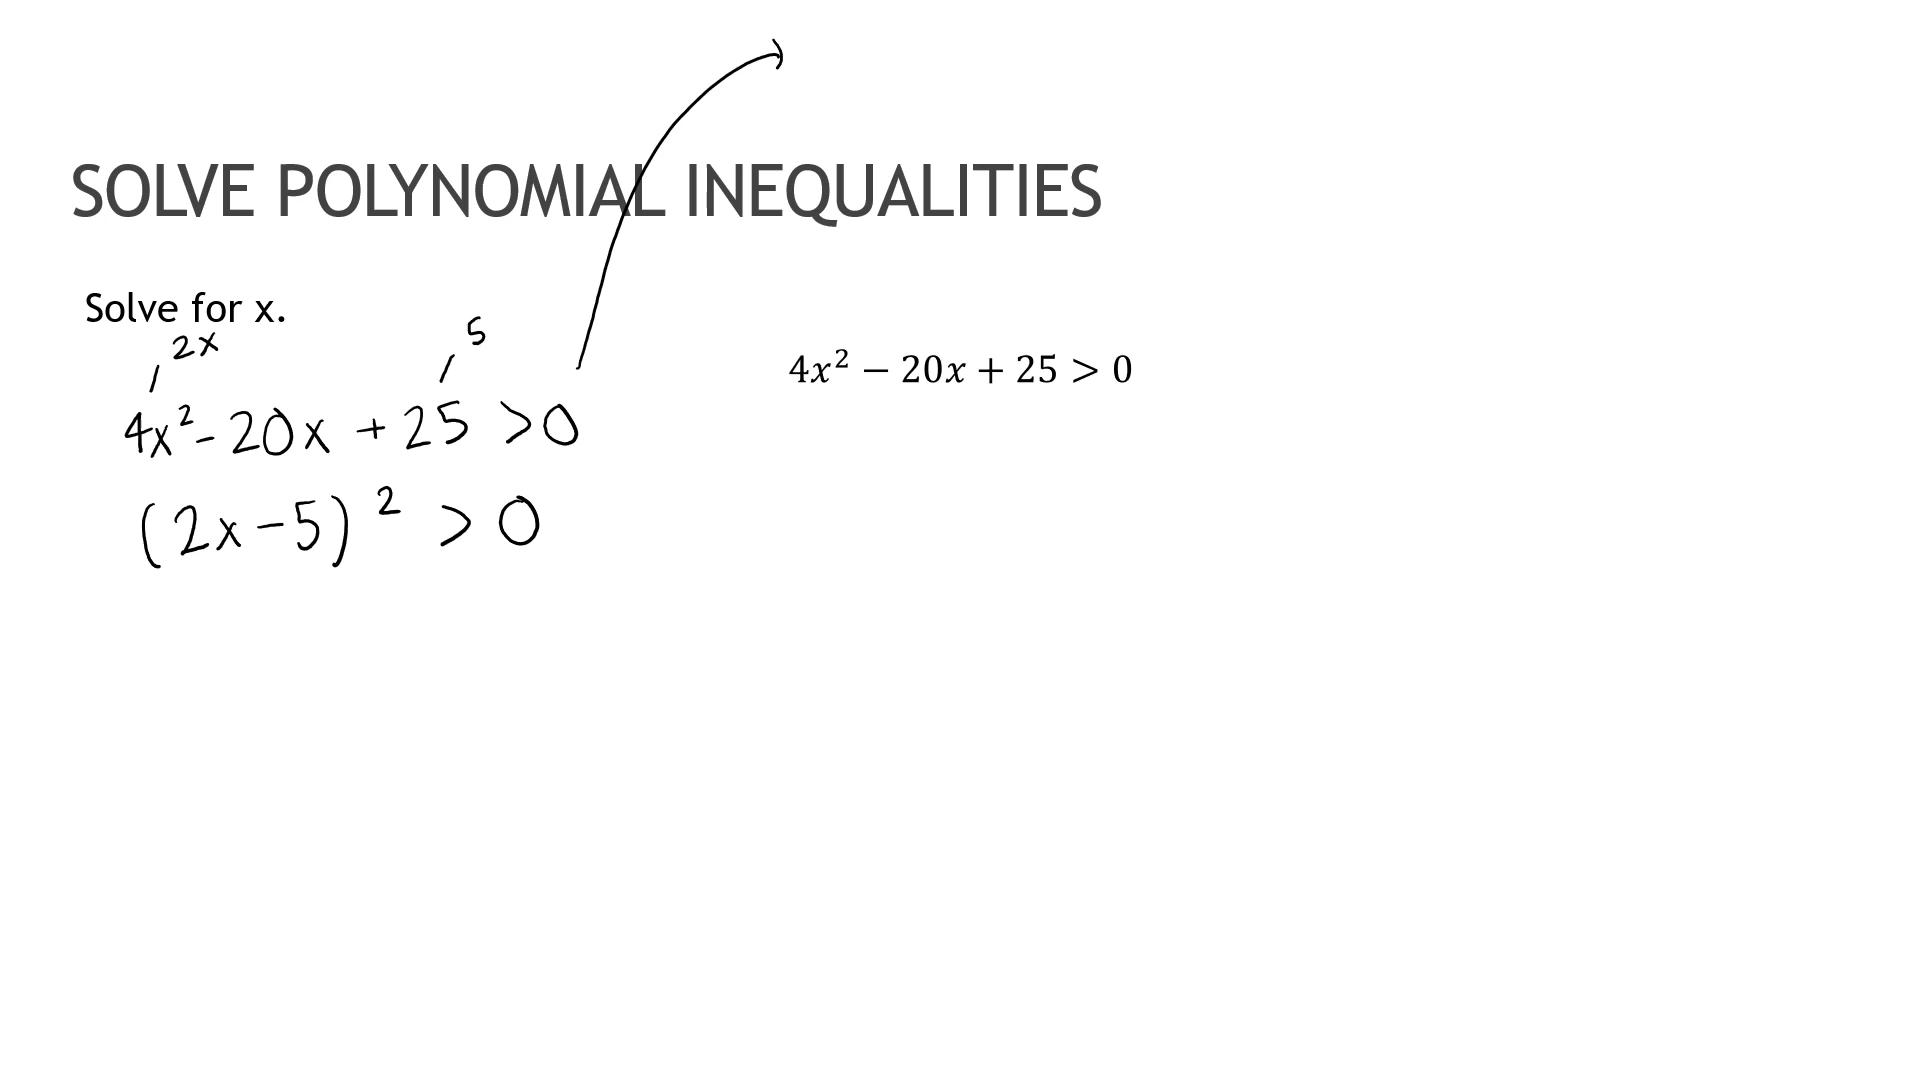 SOLVE POLYNOMIAL INEQUALITIES
Solve for x.
2x 5
4x² - 20x + 25 > 0
(2x - 5)² > 0
4x² − 20x + 25 > 0